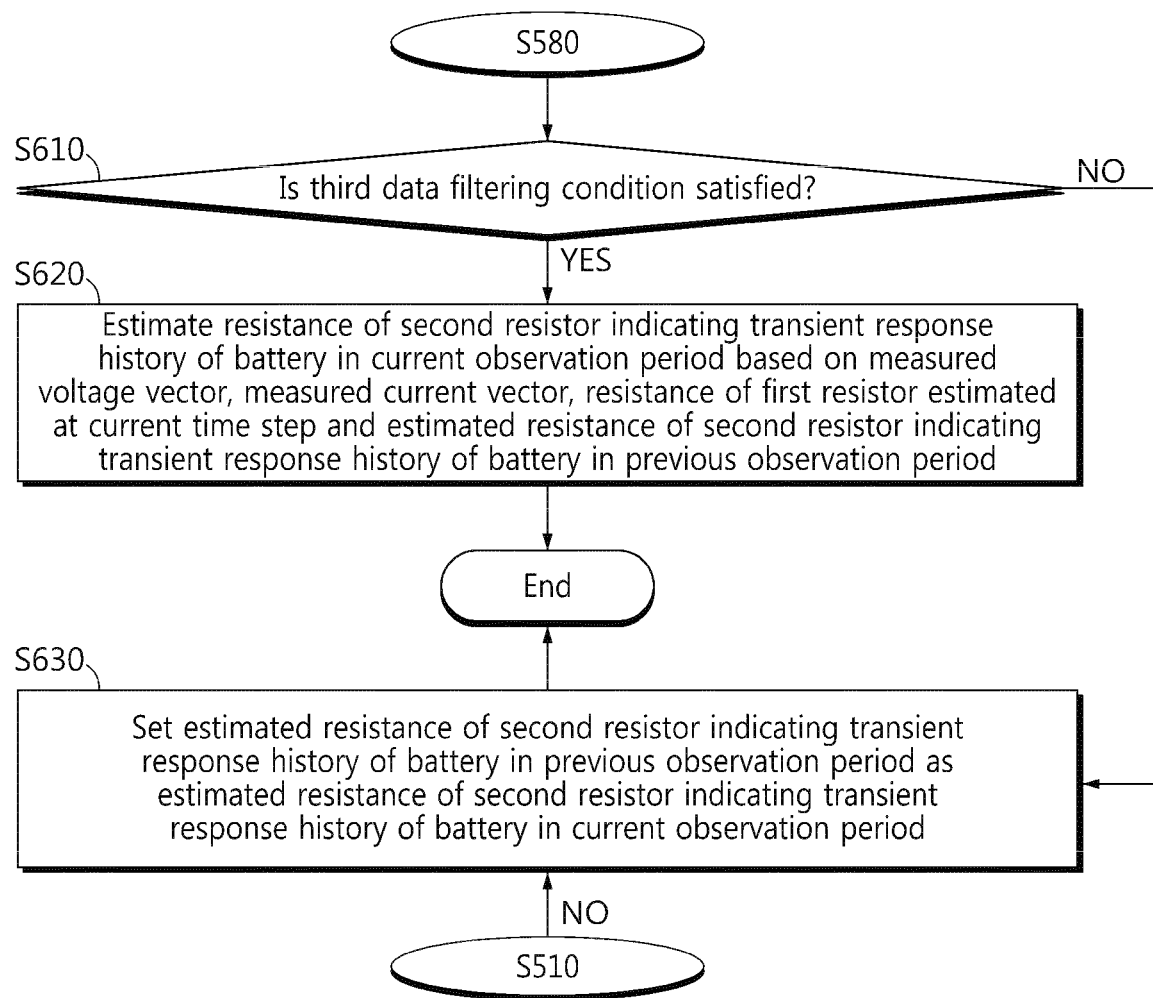 S580
S610
Is third data filtering condition satisfied?
NO
YES
S620
Estimate resistance of second resistor indicating transient response
history of battery in current observation period based on measured
voltage vector, measured current vector, resistance of first resistor estimated
at current time step and estimated resistance of second resistor indicating
transient response history of battery in previous observation period
End
S630
Set estimated resistance of second resistor indicating transient
response history of battery in previous observation period as
estimated resistance of second resistor indicating transient
response history of battery in current observation period
NO
S510